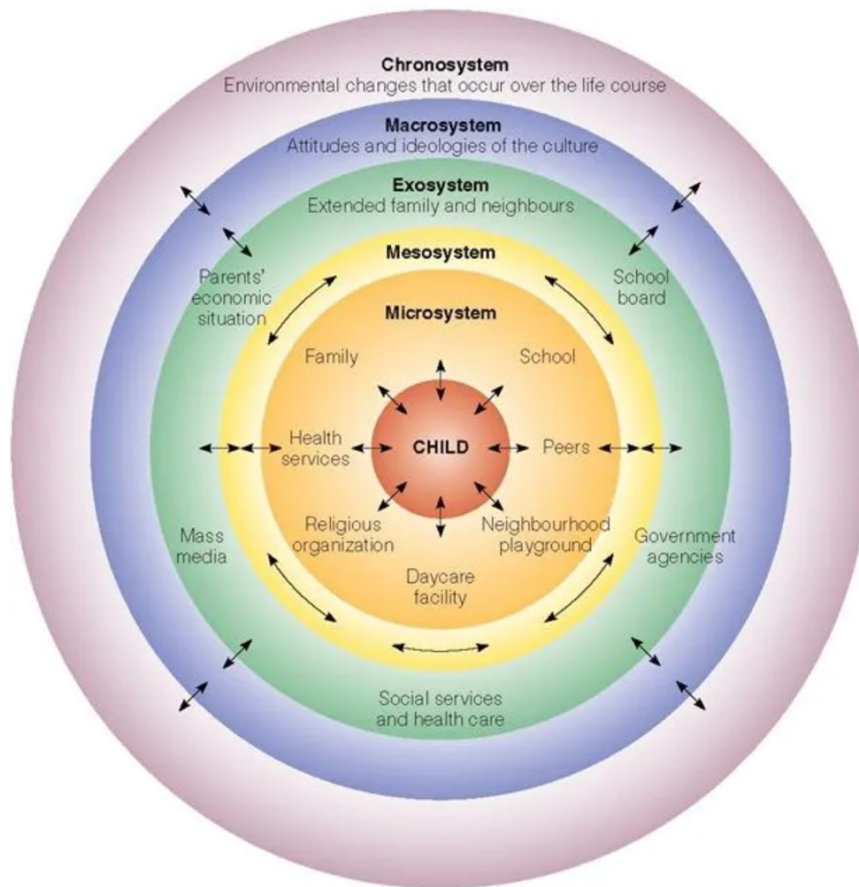 Chronosystem
Environmental changes that occur over the life course
Macrosystem
Attitudes and ideologies of the culture
Exosystem
Extended family and neighbours
Mesosystem
Parents'
economic
situation
School
board
Microsystem
Family
School
Health
services
CHILD
Peers
Religious
organization
Neighbourhood
playground
Daycare
facility
Mass
media
Government
agencies
Social services
and health care